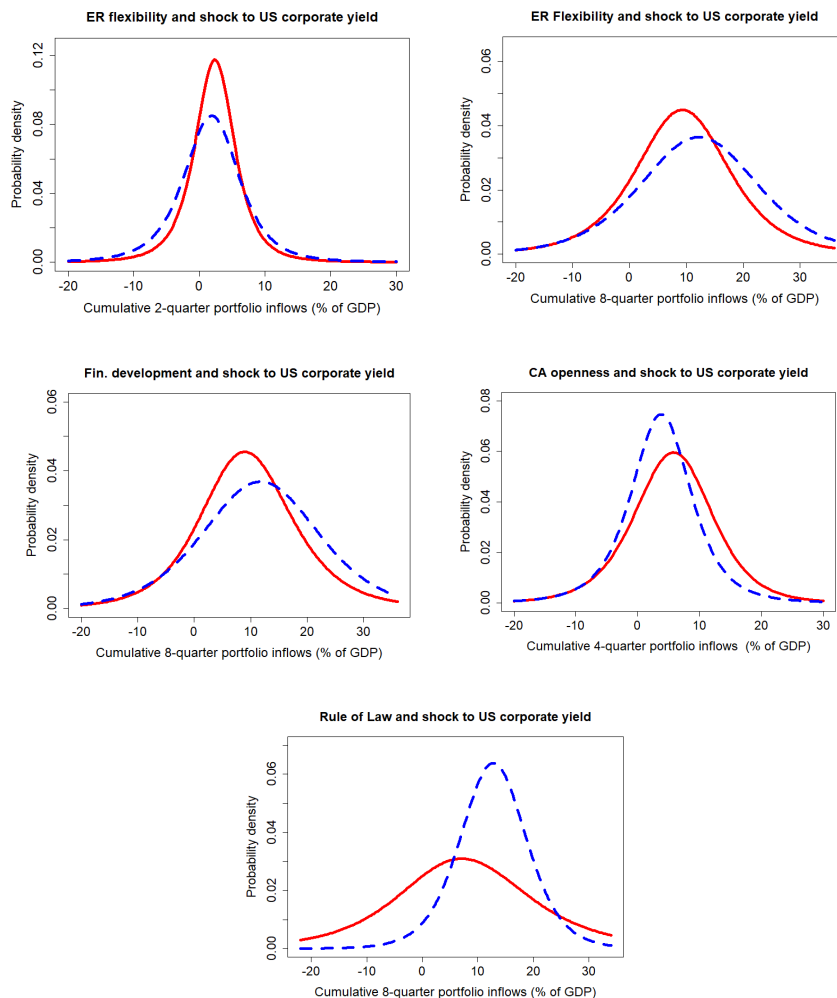 ER flexibility and shock to US corporate yield
Probability density
0.00 0.04 0.08 0.12
-20 -10 0 10 20 30
Cumulative 2-quarter portfolio inflows (% of GDP)
ER Flexibility and shock to US corporate yield
Probability density
0.00 0.02 0.04 0.06
-20 -10 0 10 20 30
Cumulative 8-quarter portfolio inflows (% of GDP)
Fin. development and shock to US corporate yield
Probability density
0.00 0.02 0.04 0.06
-20 -10 0 10 20 30
Cumulative 8-quarter portfolio inflows (% of GDP)
CA openness and shock to US corporate yield
Probability density
0.00 0.02 0.04 0.06 0.08
-20 -10 0 10 20 30
Cumulative 4-quarter portfolio inflows (% of GDP)
Rule of Law and shock to US corporate yield
Probability density
0.00 0.02 0.04 0.06
-20 -10 0 10 20 30
Cumulative 8-quarter portfolio inflows (% of GDP)